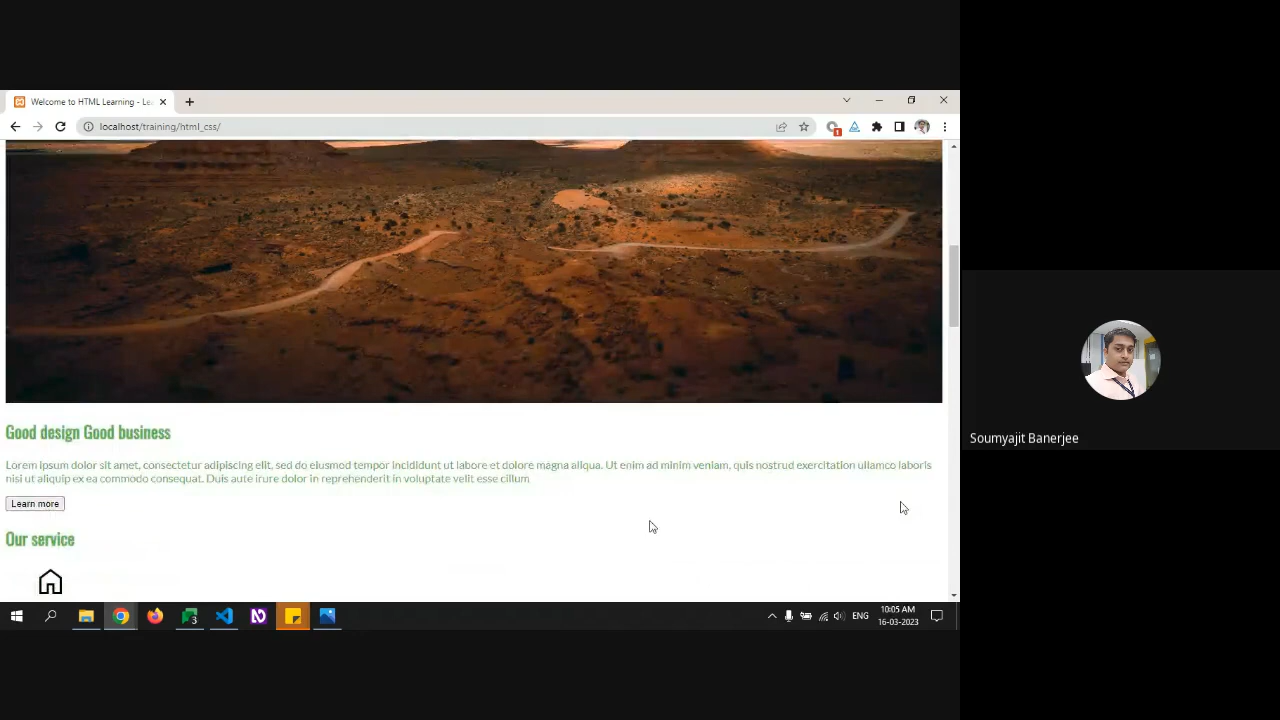 Welcome to HTML Learning - Le
localhost/training/html_css/
Good design Good business
Lorem ipsum dolor sit amet, consectetur adipiscing elit, sed do eiusmod tempor incididunt ut labore et dolore magna aliqua. Ut enim ad minim veniam, quis nostrud exercitation ullamco laboris
nisi ut aliquip ex ea commodo consequat. Duis aute irure dolor in reprehenderit in voluptate velit esse cillum
Learn more
Our service
Soumyajit Banerjee
3
ENG
10:05 AM
16-03-2023